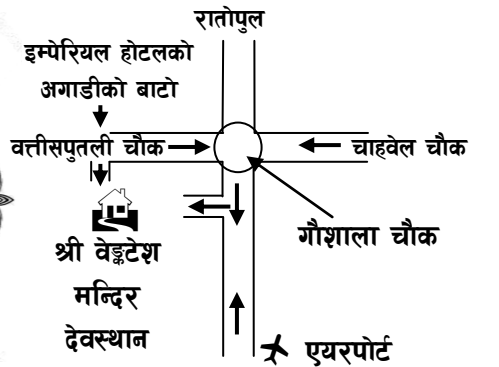 रातोपुल
इम्पेरियल होटलको
अगाडीको बाटो
वत्तीसपुतली चौक
चाहवेल चौक
गौशाला चौक
श्री वेङ्कटेश
मन्दिर
देवस्थान
एयरपोर्ट